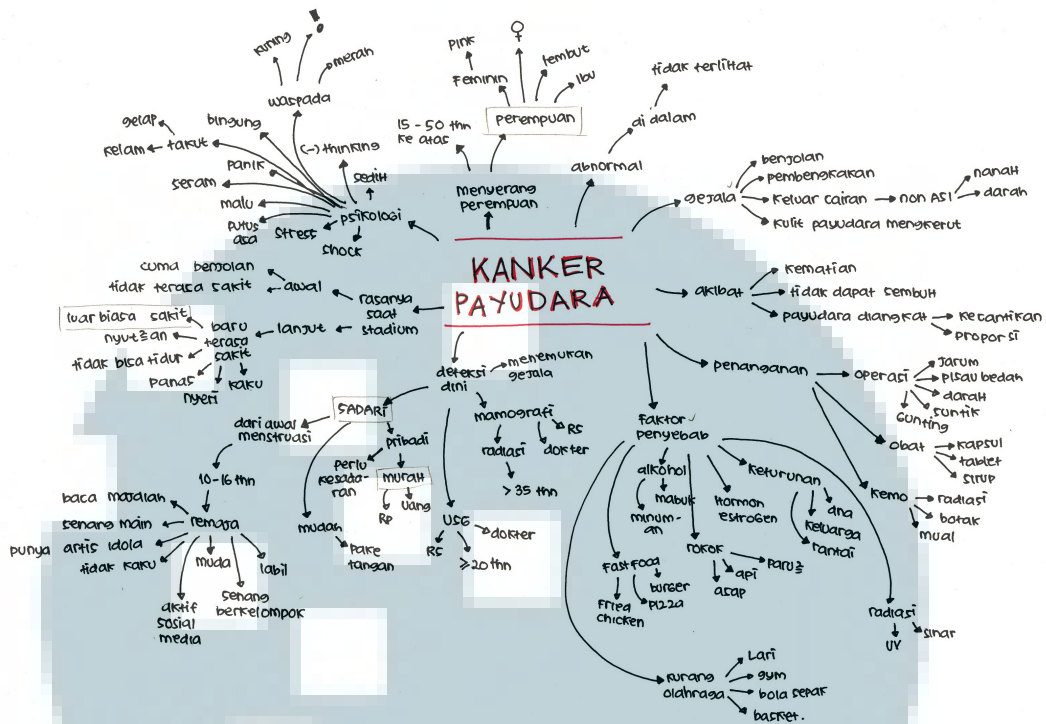 KANKER
PAYUDARA
psikologi
waspada
kuning
!
merah
bingung
takut
gelap
kelam
(-) thinking
panik
sedih
seram
malu
putus
asa
stress
shock
menyerang
perempuan
15 - 50 thn
ke atas
perempuan
Feminin
pink
♀
lembut
Ibu
abnormal
di dalam
tidak terlihat
gejala
benjolan
pembengkakan
keluar cairan
non ASI
nanah
darah
kulit payudara mengkerut
akibat
kematian
tidak dapat sembuh
payudara diangkat
kecantikan
proporsi
penanganan
operasi
jarum
pisau bedah
darah
suntik
gunting
obat
kapsul
tablet
sirup
kemo
radiasi
botak
mual
faktor
penyebab
alkohol
mabuk
minum-
an
Fastfood
burger
pizza
Fried
chicken
rokok
paru2
api
asap
Hormon
estrogen
keturunan
dna
keluarga
rantai
radiasi
sinar
UV
kurang
olahraga
Lari
gym
bola sepak
basket.
deteksi
dini
menemukan
gejala
mamografi
RS
dokter
radiasi
> 35 thn
USG
dokter
RS
≥ 20 thn
SADARI
pribadi
perlu
kesada-
ran
murah
Rp
uang
mudah
pake
tangan
dari awal
menstruasi
10-16 thn
remaja
baca majalah
senang main
punya artis idola
tidak kaku
aktif
sosial
media
muda
senang
berkelompok
labil
rasanya
saat
stadium
awal
cuma benjolan
tidak terasa sakit
lanjut
baru
terasa
sakit
luar biasa sakit
nyut2an
tidak bisa tidur
panas
nyeri
kaku